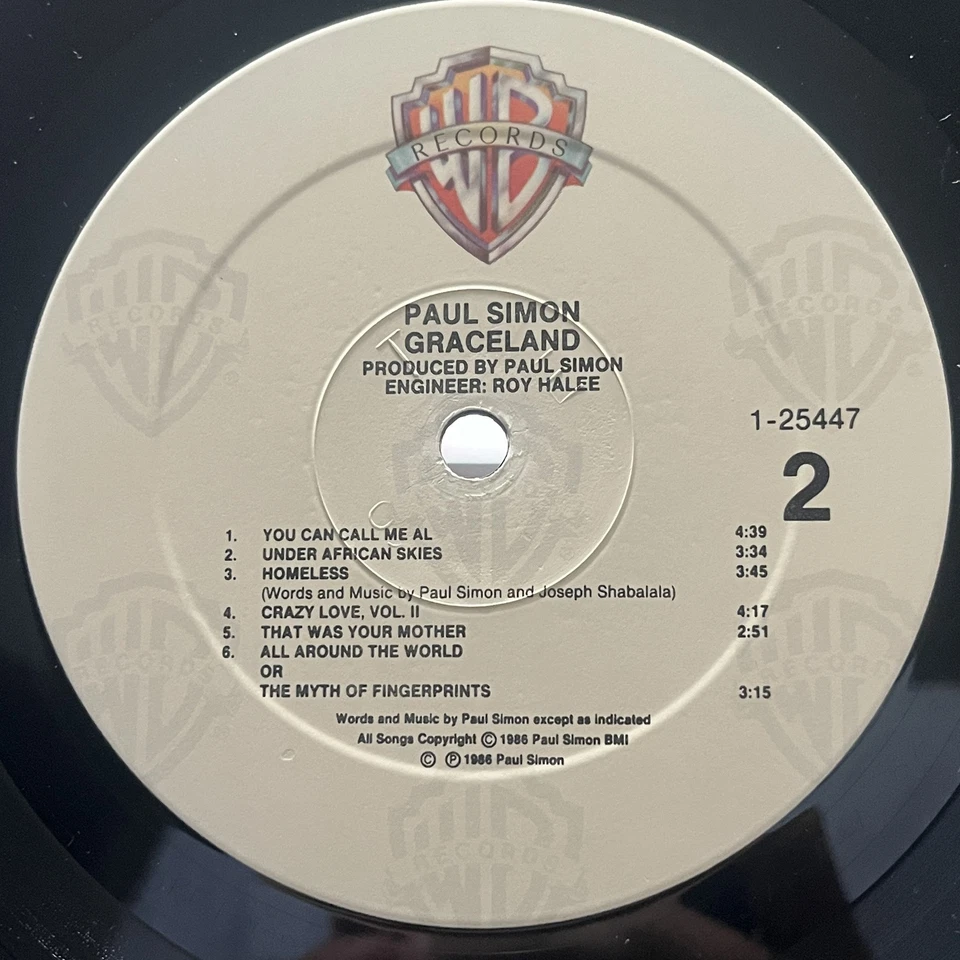 WB
RECORDS
PAUL SIMON
GRACELAND
PRODUCED BY PAUL SIMON
ENGINEER: ROY HALEE
1-25447
2
1. YOU CAN CALL ME AL 4:39
2. UNDER AFRICAN SKIES 3:34
3. HOMELESS 3:45
(Words and Music by Paul Simon and Joseph Shabalala)
4. CRAZY LOVE, VOL. II 4:17
5. THAT WAS YOUR MOTHER 2:51
6. ALL AROUND THE WORLD
OR
THE MYTH OF FINGERPRINTS 3:15
Words and Music by Paul Simon except as indicated
All Songs Copyright © 1986 Paul Simon BMI
© ℗ 1986 Paul Simon